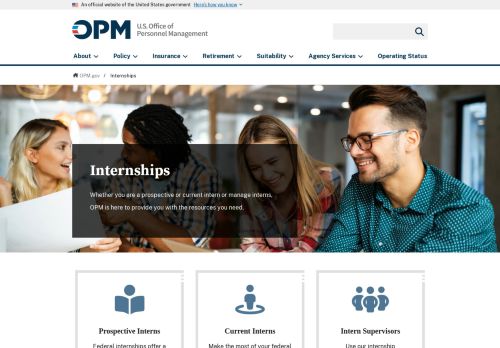 An official website of the United States government Here's how you know
OPM U.S. Office of
Personnel Management
About Policy Insurance Retirement Suitability Agency Services Operating Status
OPM.gov / Internships
Internships
Whether you are a prospective or current intern or manage interns,
OPM is here to provide you with the resources you need.
Prospective Interns Current Interns Intern Supervisors
Federal internships offer a Make the most of your federal Use our internship